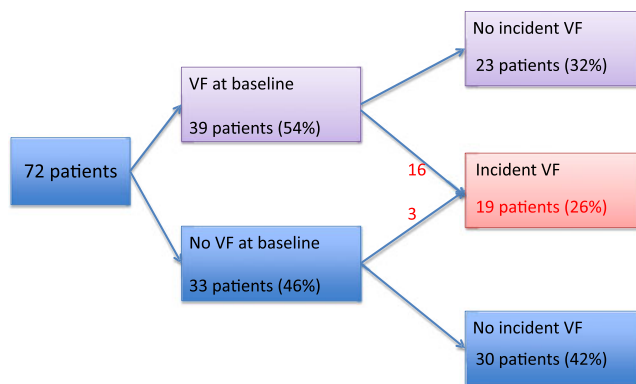 72 patients
VF at baseline
39 patients (54%)
No VF at baseline
33 patients (46%)
16
3
No incident VF
23 patients (32%)
Incident VF
19 patients (26%)
No incident VF
30 patients (42%)